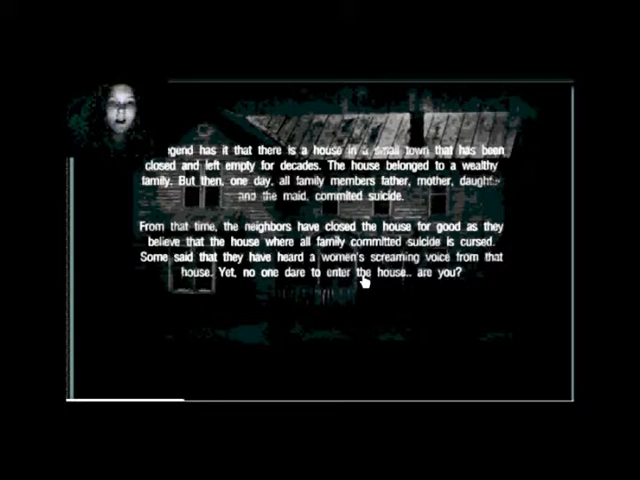 has it that there is a house in a small town that has been
closed and left empty for decades. The house belonged to a wealthy
family. But then, one day, all family members father, mother,
and the maid, commited suicide.
From that time, the neighbors have closed the house for good as they
believe that the house where all family committed suicide is cursed.
Some said that they have heard a women's screaming voice from that
house. Yet, no one dare to enter the house.. are you?